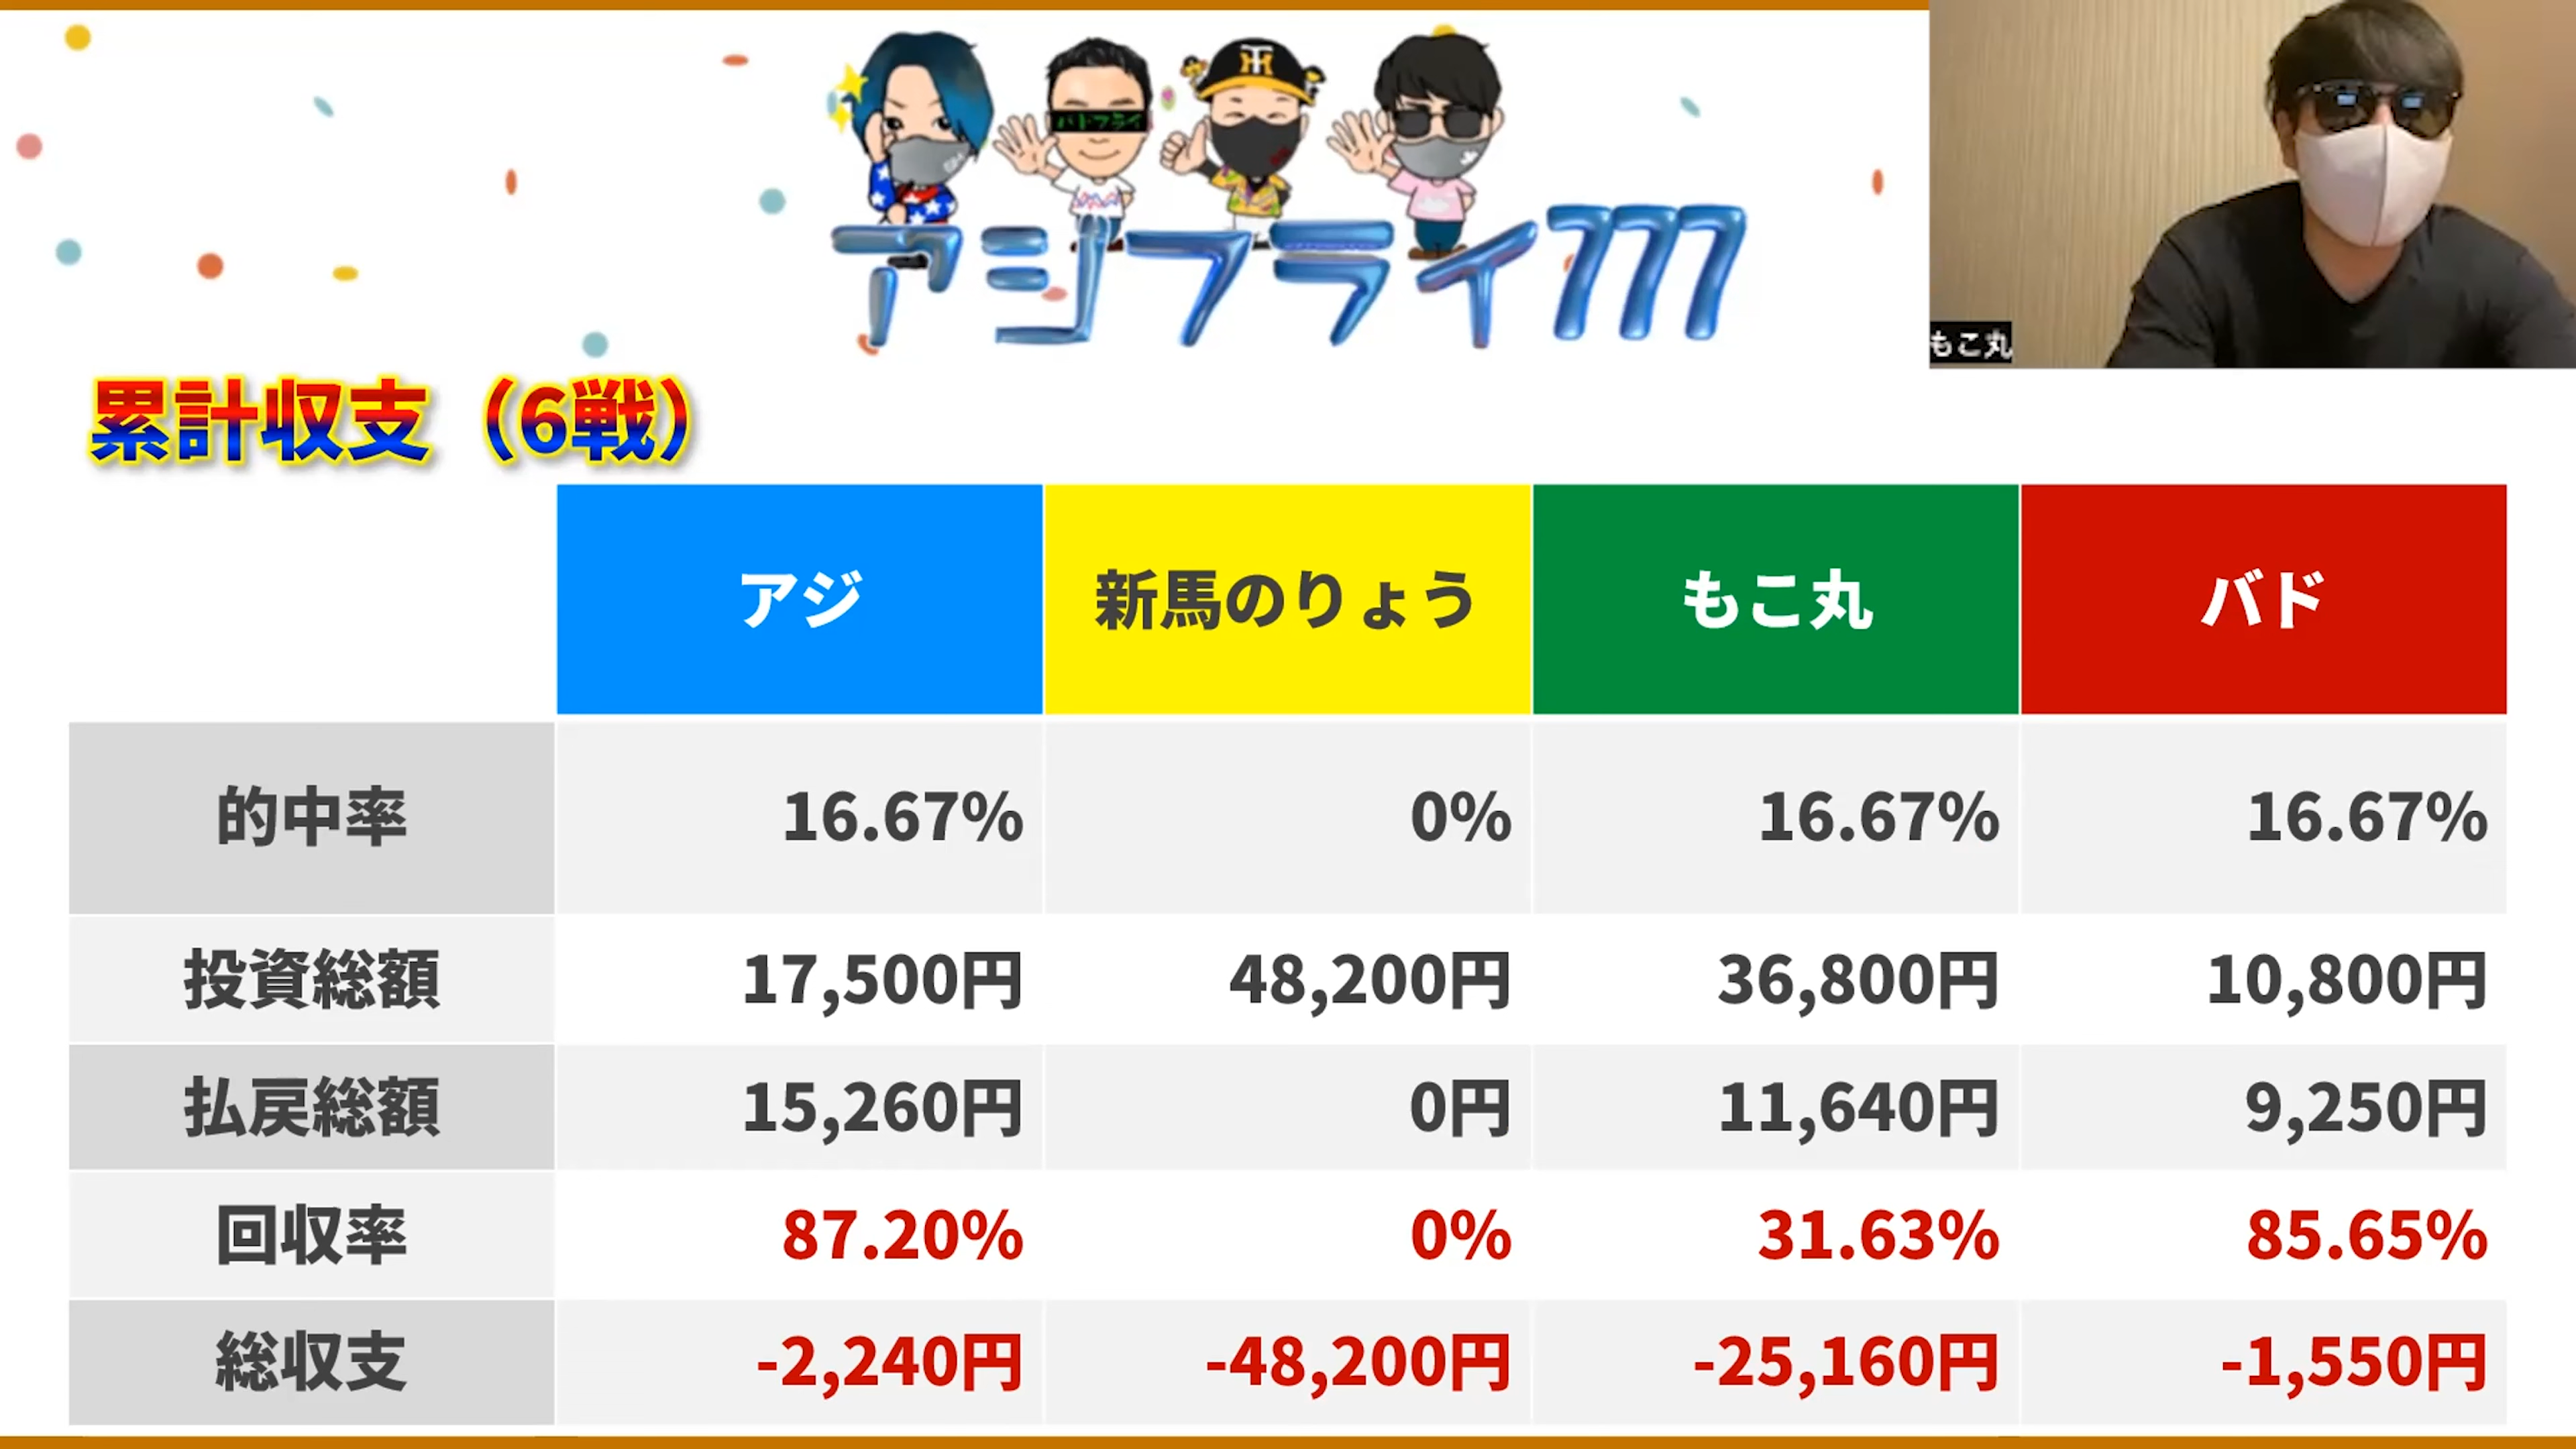 バドフライ
アジフライ777
もこ丸
累計収支（6戦）
アジ 新馬のりょう もこ丸 バド
的中率 16.67% 0% 16.67% 16.67%
投資総額 17,500円 48,200円 36,800円 10,800円
払戻総額 15,260円 0円 11,640円 9,250円
回収率 87.20% 0% 31.63% 85.65%
総収支 -2,240円 -48,200円 -25,160円 -1,550円